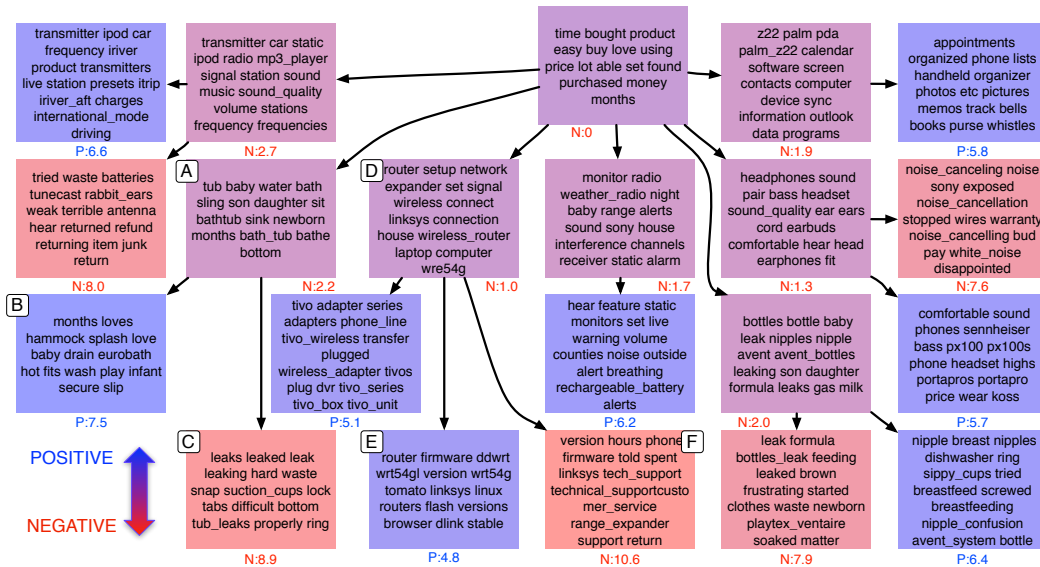 transmitter ipod car
frequency iriver
product transmitters
live station presets itrip
iriver_aft charges
international_mode
driving
P:6.6
transmitter car static
ipod radio mp3_player
signal station sound
music sound_quality
volume stations
frequency frequencies
N:2.7
time bought product
easy buy love using
price lot able set found
purchased money
months
N:0
z22 palm pda
palm_z22 calendar
software screen
contacts computer
device sync
information outlook
data programs
N:1.9
appointments
organized phone lists
handheld organizer
photos etc pictures
memos track bells
books purse whistles
P:5.8
tried waste batteries
tunecast rabbit_ears
weak terrible antenna
hear returned refund
returning item junk
return
N:8.0
A
tub baby water bath
sling son daughter sit
bathtub sink newborn
months bath_tub bathe
bottom
N:2.2
D
router setup network
expander set signal
wireless connect
linksys connection
house wireless_router
laptop computer
wre54g
N:1.0
monitor radio
weather_radio night
baby range alerts
sound sony house
interference channels
receiver static alarm
N:1.7
headphones sound
pair bass headset
sound_quality ear ears
cord earbuds
comfortable hear head
earphones fit
N:1.3
noise_canceling noise
sony exposed
noise_cancellation
stopped wires warranty
noise_cancelling bud
pay white_noise
disappointed
N:7.6
B
months loves
hammock splash love
baby drain eurobath
hot fits wash play infant
secure slip
P:7.5
tivo adapter series
adapters phone_line
tivo_wireless transfer
plugged
wireless_adapter tivos
plug dvr tivo_series
tivo_box tivo_unit
P:5.1
hear feature static
monitors set live
warning volume
counties noise outside
alert breathing
rechargeable_battery
alerts
P:6.2
bottles bottle baby
leak nipples nipple
avent avent_bottles
leaking son daughter
formula leaks gas milk
N:2.0
comfortable sound
phones sennheiser
bass px100 px100s
phone headset highs
portapros portapro
price wear koss
P:5.7
POSITIVE
NEGATIVE
C
leaks leaked leak
leaking hard waste
snap suction_cups lock
tabs difficult bottom
tub_leaks properly ring
N:8.9
E
router firmware ddwrt
wrt54gl version wrt54g
tomato linksys linux
routers flash versions
browser dlink stable
P:4.8
version hours phone
firmware told spent
linksys tech_support
technical_supportcusto
mer_service
range_expander
support return
N:10.6
F
leak formula
bottles_leak feeding
leaked brown
frustrating started
clothes waste newborn
playtex_ventaire
soaked matter
N:7.9
nipple breast nipples
dishwasher ring
sippy_cups tried
breastfeed screwed
breastfeeding
nipple_confusion
avent_system bottle
P:6.4